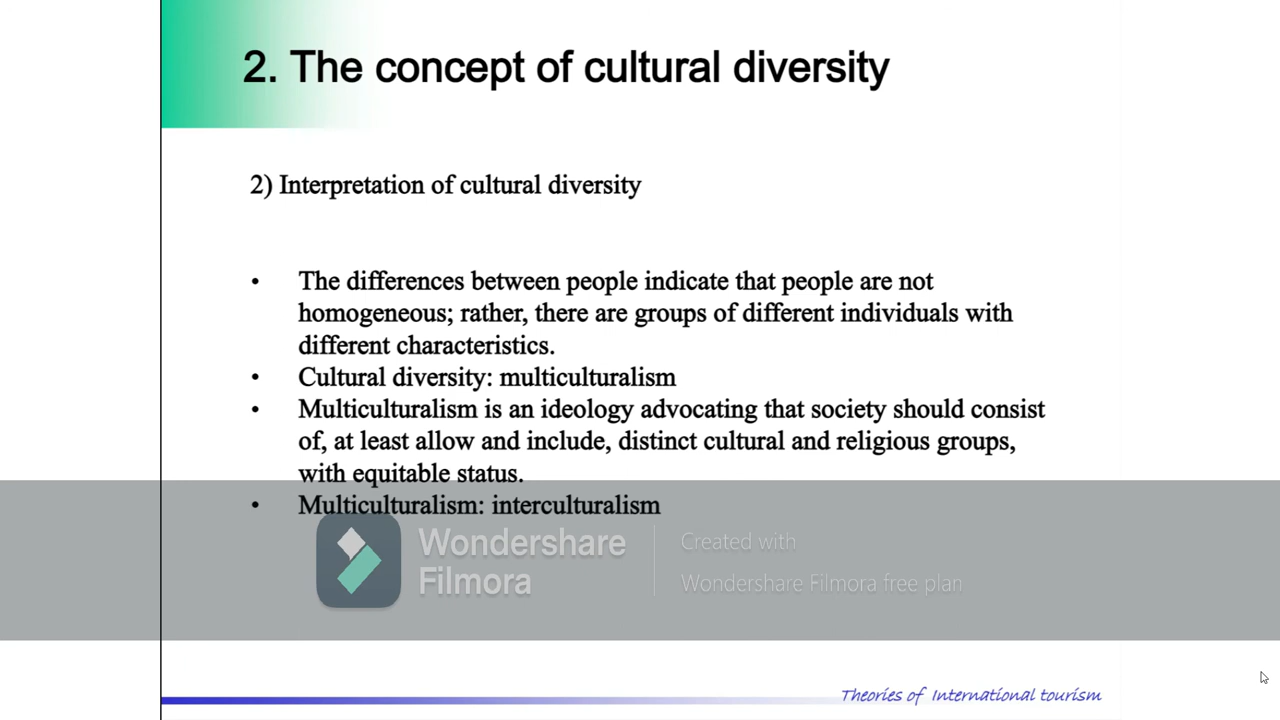 2. The concept of cultural diversity
2) Interpretation of cultural diversity
• The differences between people indicate that people are not
homogeneous; rather, there are groups of different individuals with
different characteristics.
• Cultural diversity: multiculturalism
• Multiculturalism is an ideology advocating that society should consist
of, at least allow and include, distinct cultural and religious groups,
with equitable status.
• Multiculturalism: interculturalism
Wondershare
Filmora
Created with
Wondershare Filmora free plan
Theories of International tourism